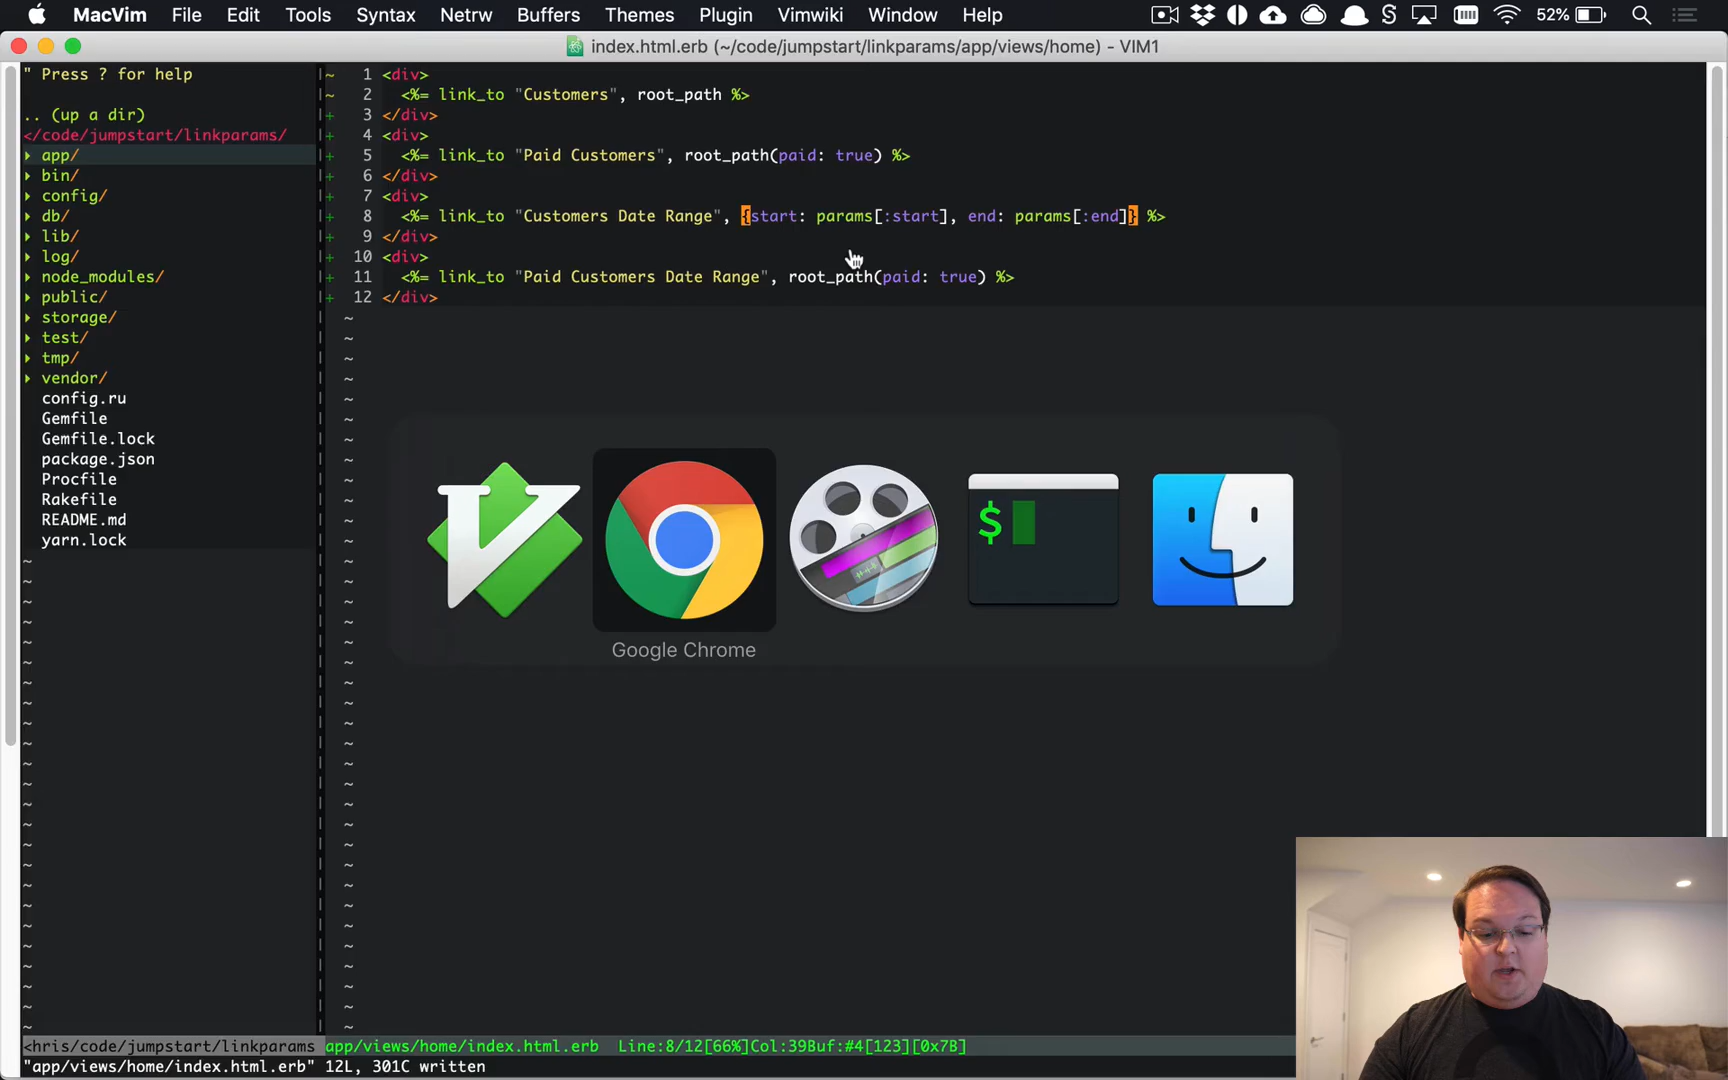 MacVim File Edit Tools Syntax Netrw Buffers Themes Plugin Vimwiki Window Help 52%
index.html.erb (~/code/jumpstart/linkparams/app/views/home) - VIM1
" Press ? for help
.. (up a dir)
</code/jumpstart/linkparams/
▸ app/
▸ bin/
▸ config/
▸ db/
▸ lib/
▸ log/
▸ node_modules/
▸ public/
▸ storage/
▸ test/
▸ tmp/
▸ vendor/
config.ru
Gemfile
Gemfile.lock
package.json
Procfile
Rakefile
README.md
yarn.lock
~ 1 <div>
~ 2 <%= link_to "Customers", root_path %>
+ 3 </div>
+ 4 <div>
+ 5 <%= link_to "Paid Customers", root_path(paid: true) %>
+ 6 </div>
+ 7 <div>
+ 8 <%= link_to "Customers Date Range", {start: params[:start], end: params[:end]} %>
+ 9 </div>
+ 10 <div>
+ 11 <%= link_to "Paid Customers Date Range", root_path(paid: true) %>
+ 12 </div>
$
Google Chrome
<hris/code/jumpstart/linkparams app/views/home/index.html.erb Line:8/12[66%]Col:39Buf:#4[123][0x7B]
"app/views/home/index.html.erb" 12L, 301C written